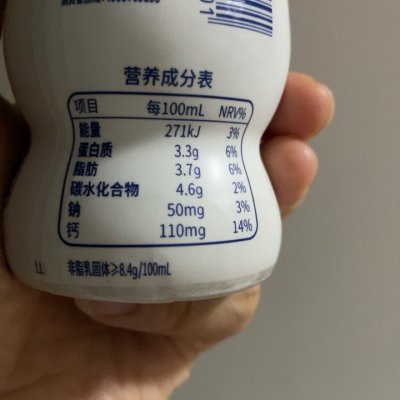 营养成分表
项目 每100mL NRV%
能量 271kJ 3%
蛋白质 3.3g 6%
脂肪 3.7g 6%
碳水化合物 4.6g 2%
钠 50mg 3%
钙 110mg 14%
非脂乳固体≥8.4g/100mL